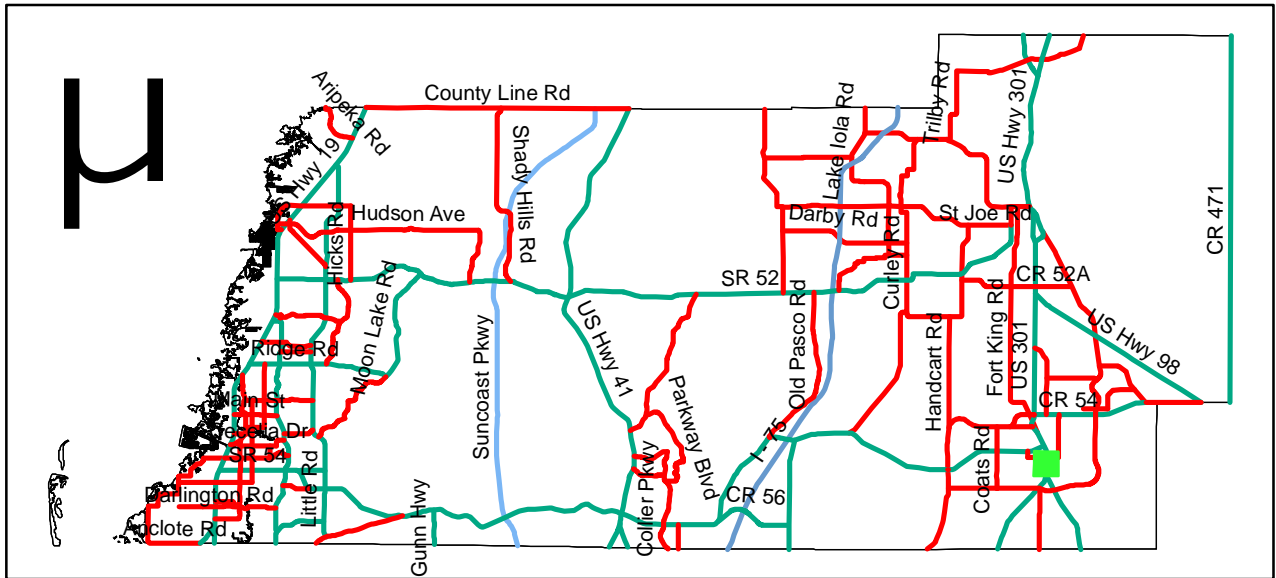 µ
Aripeka Rd
County Line Rd
Lake Iola Rd
Trilby Rd
US Hwy 301
Hwy 19
Shady Hills Rd
Hudson Ave
Hicks Rd
Darby Rd
St Joe Rd
CR 471
Curley Rd
SR 52
CR 52A
Moon Lake Rd
US Hwy 41
Old Pasco Rd
Fort King Rd
US 301
US Hwy 98
Ridge Rd
Suncoast Pkwy
Handcart Rd
Main St
Parkway Blvd
CR 54
Dr
SR 54
I - 75
Coats Rd
Little Rd
Darlington Rd
CR 56
Gunn Hwy
Collier Pkwy
Anclote Rd